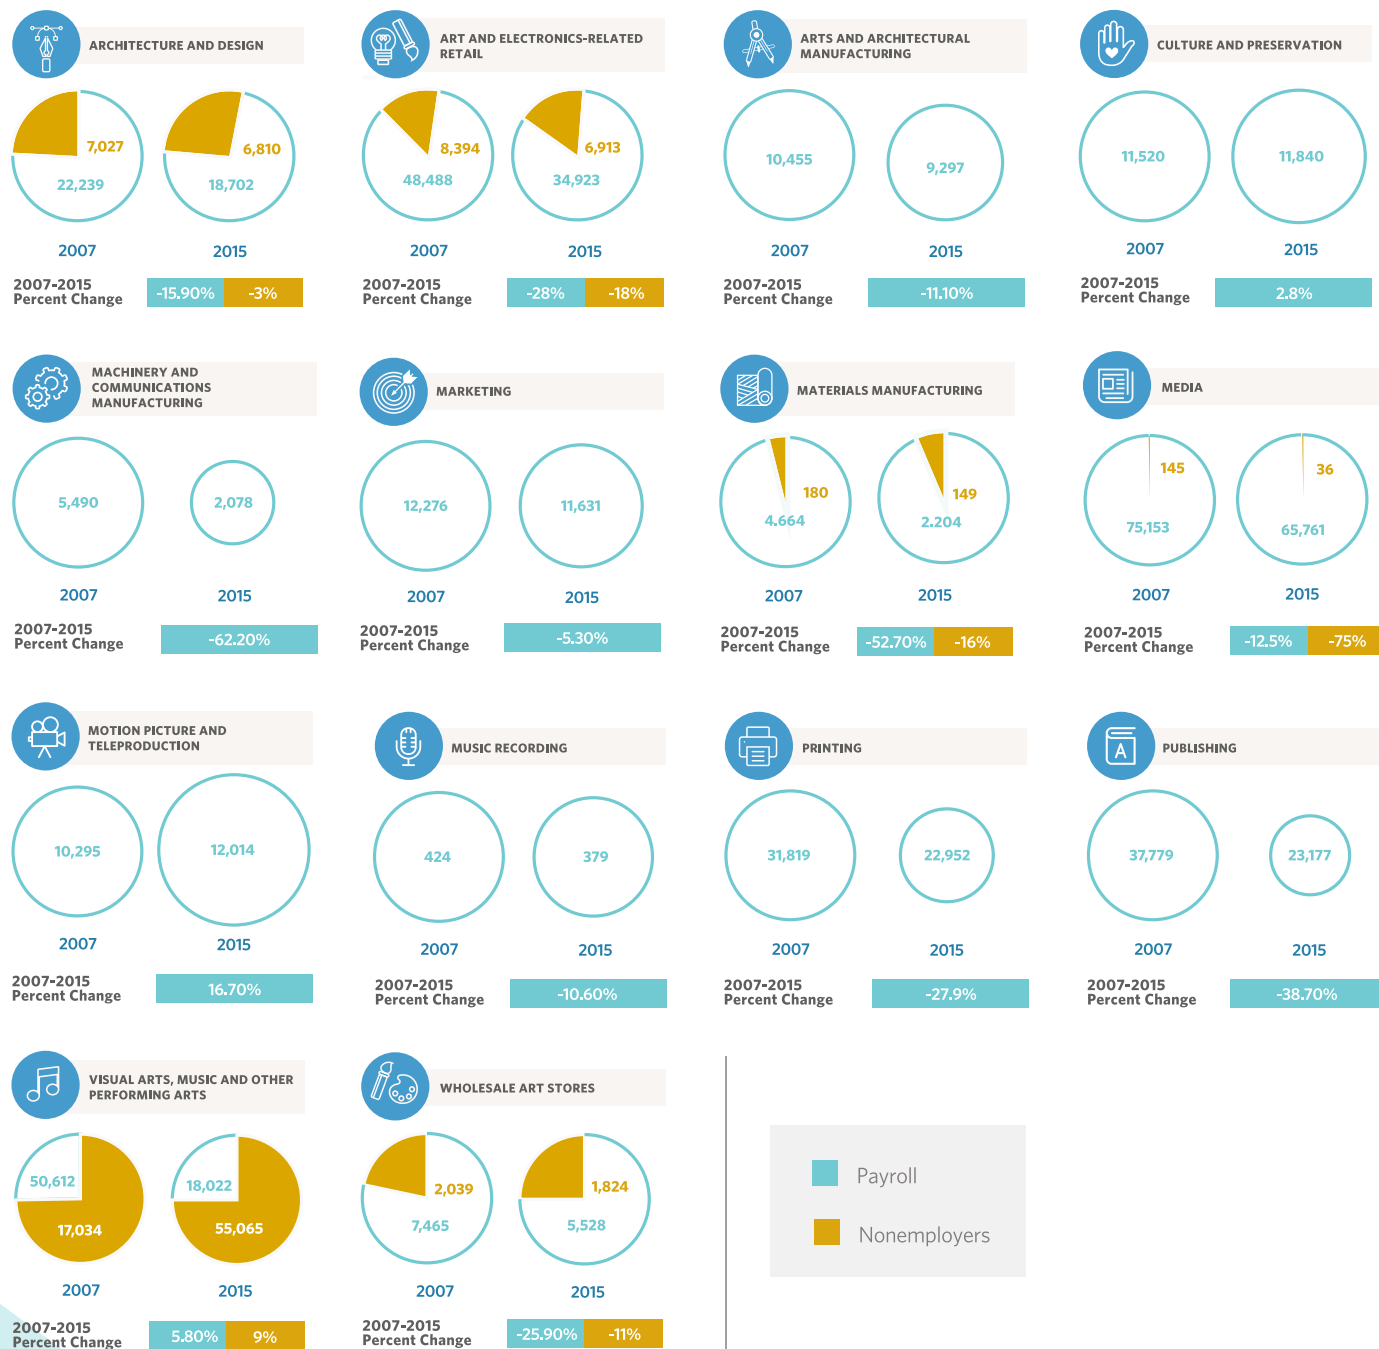 ARCHITECTURE AND DESIGN
7,027
22,239
6,810
18,702
2007
2015
2007-2015
Percent Change
-15.90%
-3%
ART AND ELECTRONICS-RELATED
RETAIL
8,394
48,488
6,913
34,923
2007
2015
2007-2015
Percent Change
-28%
-18%
ARTS AND ARCHITECTURAL
MANUFACTURING
10,455
9,297
2007
2015
2007-2015
Percent Change
-11.10%
CULTURE AND PRESERVATION
11,520
11,840
2007
2015
2007-2015
Percent Change
2.8%
MACHINERY AND
COMMUNICATIONS
MANUFACTURING
5,490
2,078
2007
2015
2007-2015
Percent Change
-62.20%
MARKETING
12,276
11,631
2007
2015
2007-2015
Percent Change
-5.30%
MATERIALS MANUFACTURING
180
4.664
149
2.204
2007
2015
2007-2015
Percent Change
-52.70%
-16%
MEDIA
145
75,153
36
65,761
2007
2015
2007-2015
Percent Change
-12.5%
-75%
MOTION PICTURE AND
TELEPRODUCTION
10,295
12,014
2007
2015
2007-2015
Percent Change
16.70%
MUSIC RECORDING
424
379
2007
2015
2007-2015
Percent Change
-10.60%
PRINTING
31,819
22,952
2007
2015
2007-2015
Percent Change
-27.9%
A
PUBLISHING
37,779
23,177
2007
2015
2007-2015
Percent Change
-38.70%
VISUAL ARTS, MUSIC AND OTHER
PERFORMING ARTS
50,612
17,034
18,022
55,065
2007
2015
2007-2015
Percent Change
5.80%
9%
WHOLESALE ART STORES
2,039
7,465
1,824
5,528
2007
2015
2007-2015
Percent Change
-25.90%
-11%
Payroll
Nonemployers